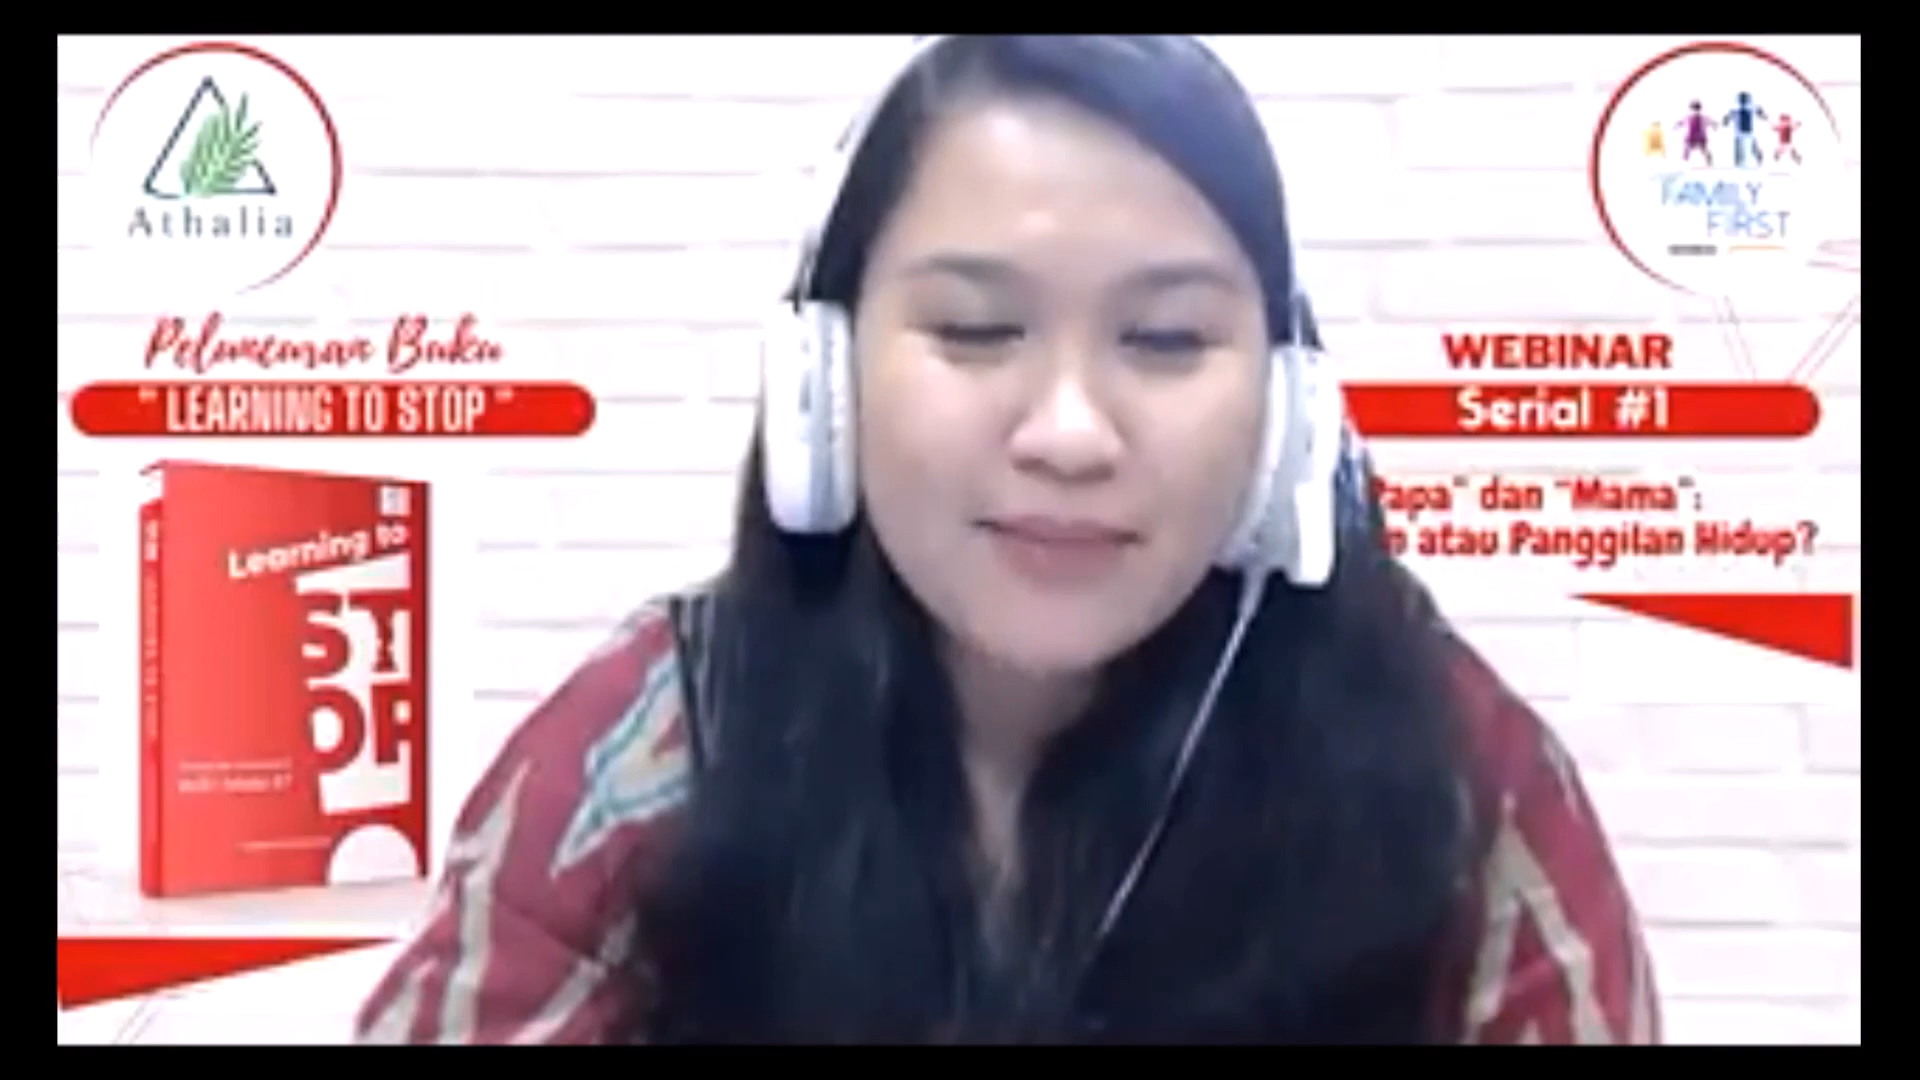 Athalia
Peluncuran Buku
" LEARNING TO STOP "
Learning to
STOP
FAMILY
FIRST
WEBINAR
Serial #1
Papa" dan "Mama":
atau Panggilan Hidup?